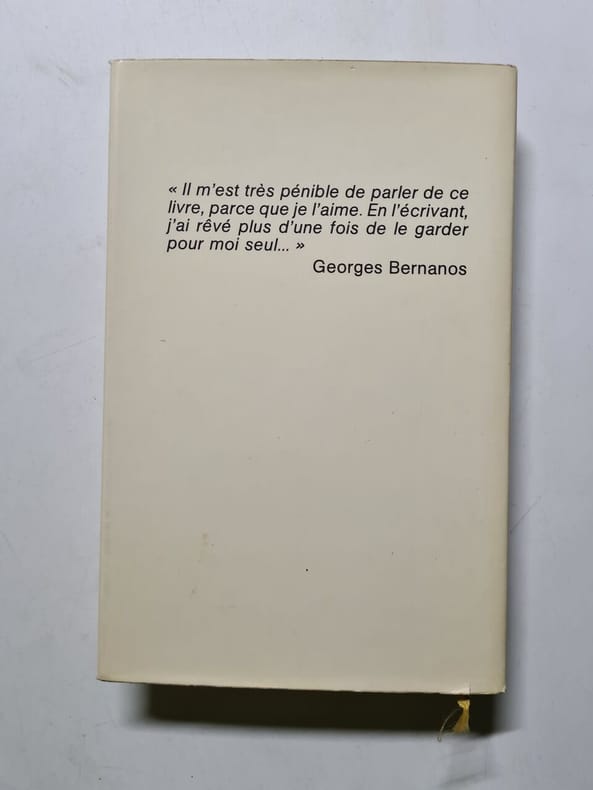 « Il m'est très pénible de parler de ce
livre, parce que je l'aime. En l'écrivant,
j'ai rêvé plus d'une fois de le garder
pour moi seul... »
Georges Bernanos